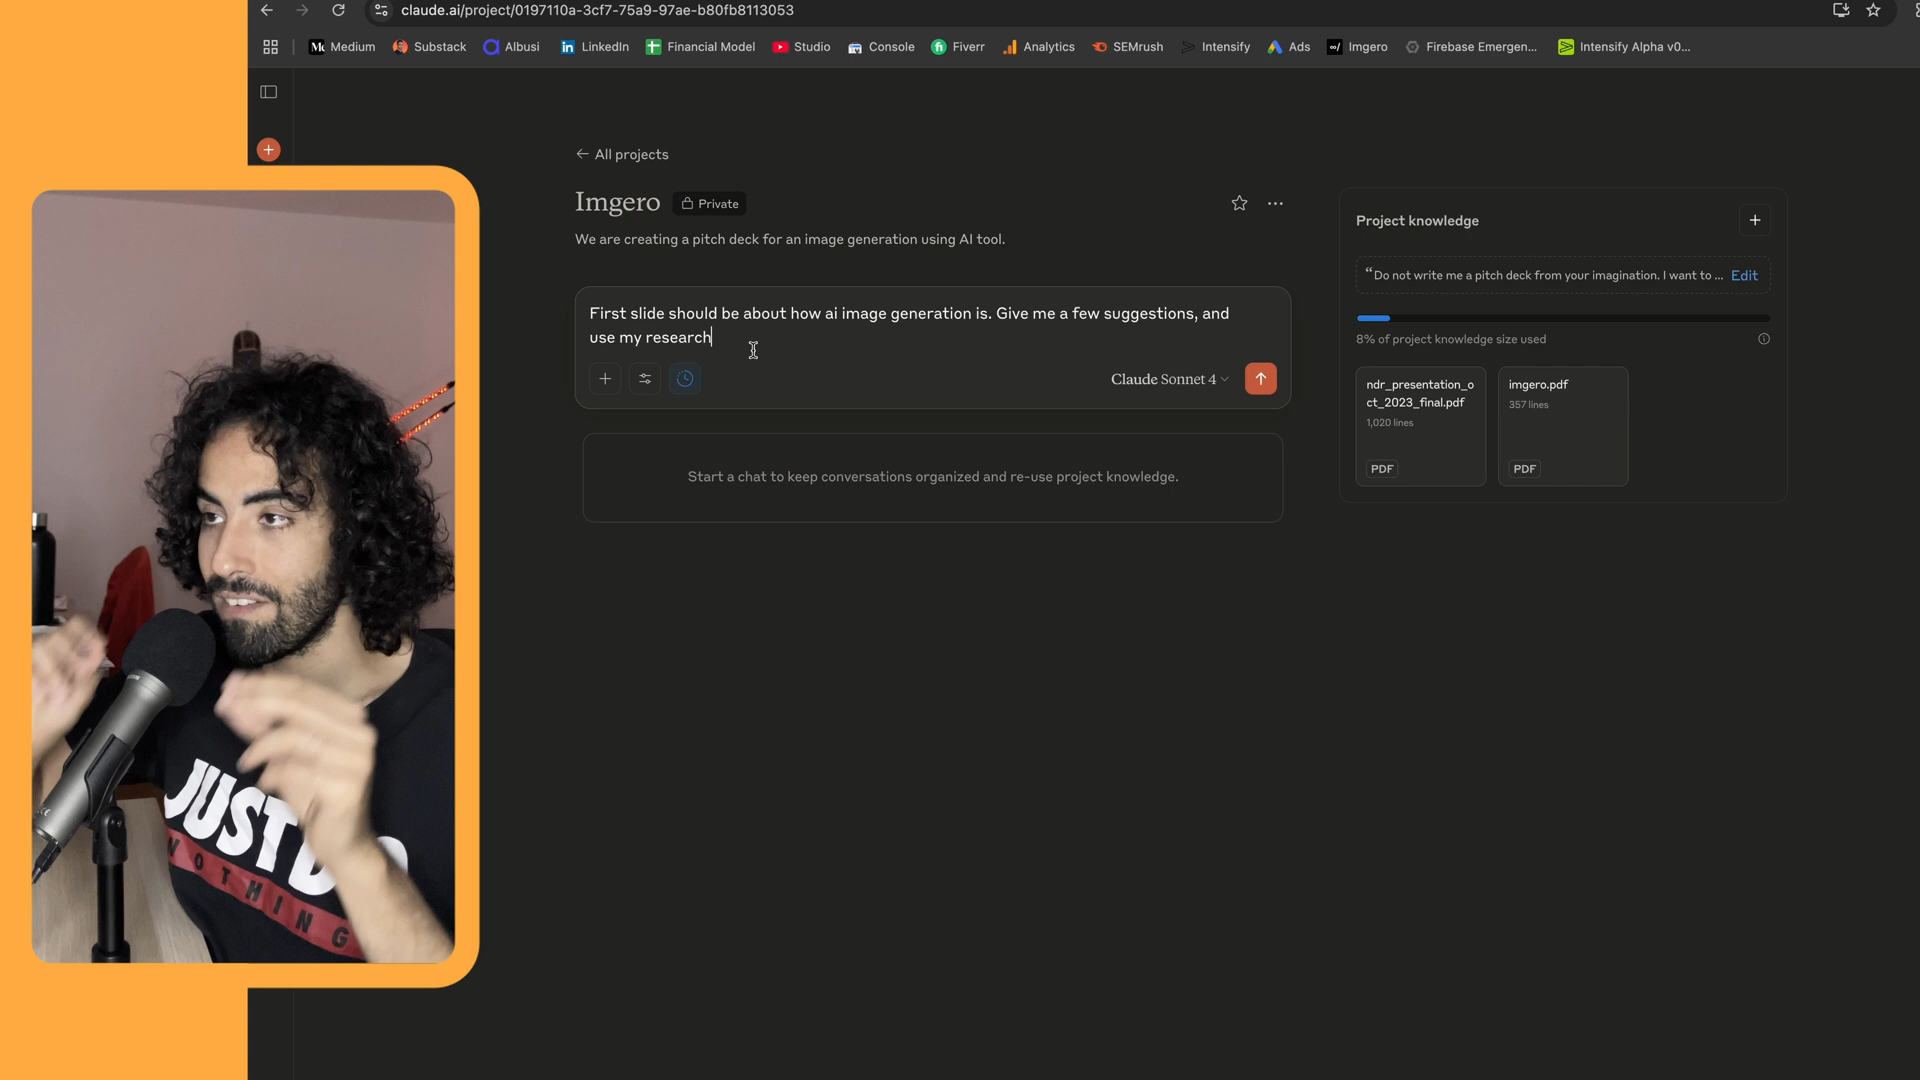 claude.ai/project/0197110a-3cf7-75a9-97ae-b80fb8113053
Medium Substack Albusi LinkedIn Financial Model Studio Console Fiverr Analytics SEMrush Intensify Ads Imgero Firebase Emergen... Intensify Alpha v0...
← All projects
Imgero Private
We are creating a pitch deck for an image generation using AI tool.
First slide should be about how ai image generation is. Give me a few suggestions, and
use my research
Claude Sonnet 4
Start a chat to keep conversations organized and re-use project knowledge.
Project knowledge
“Do not write me a pitch deck from your imagination. I want to ... Edit
8% of project knowledge size used
ndr_presentation_o
ct_2023_final.pdf
1,020 lines
PDF
imgero.pdf
357 lines
PDF
JUST DO
NOTHING